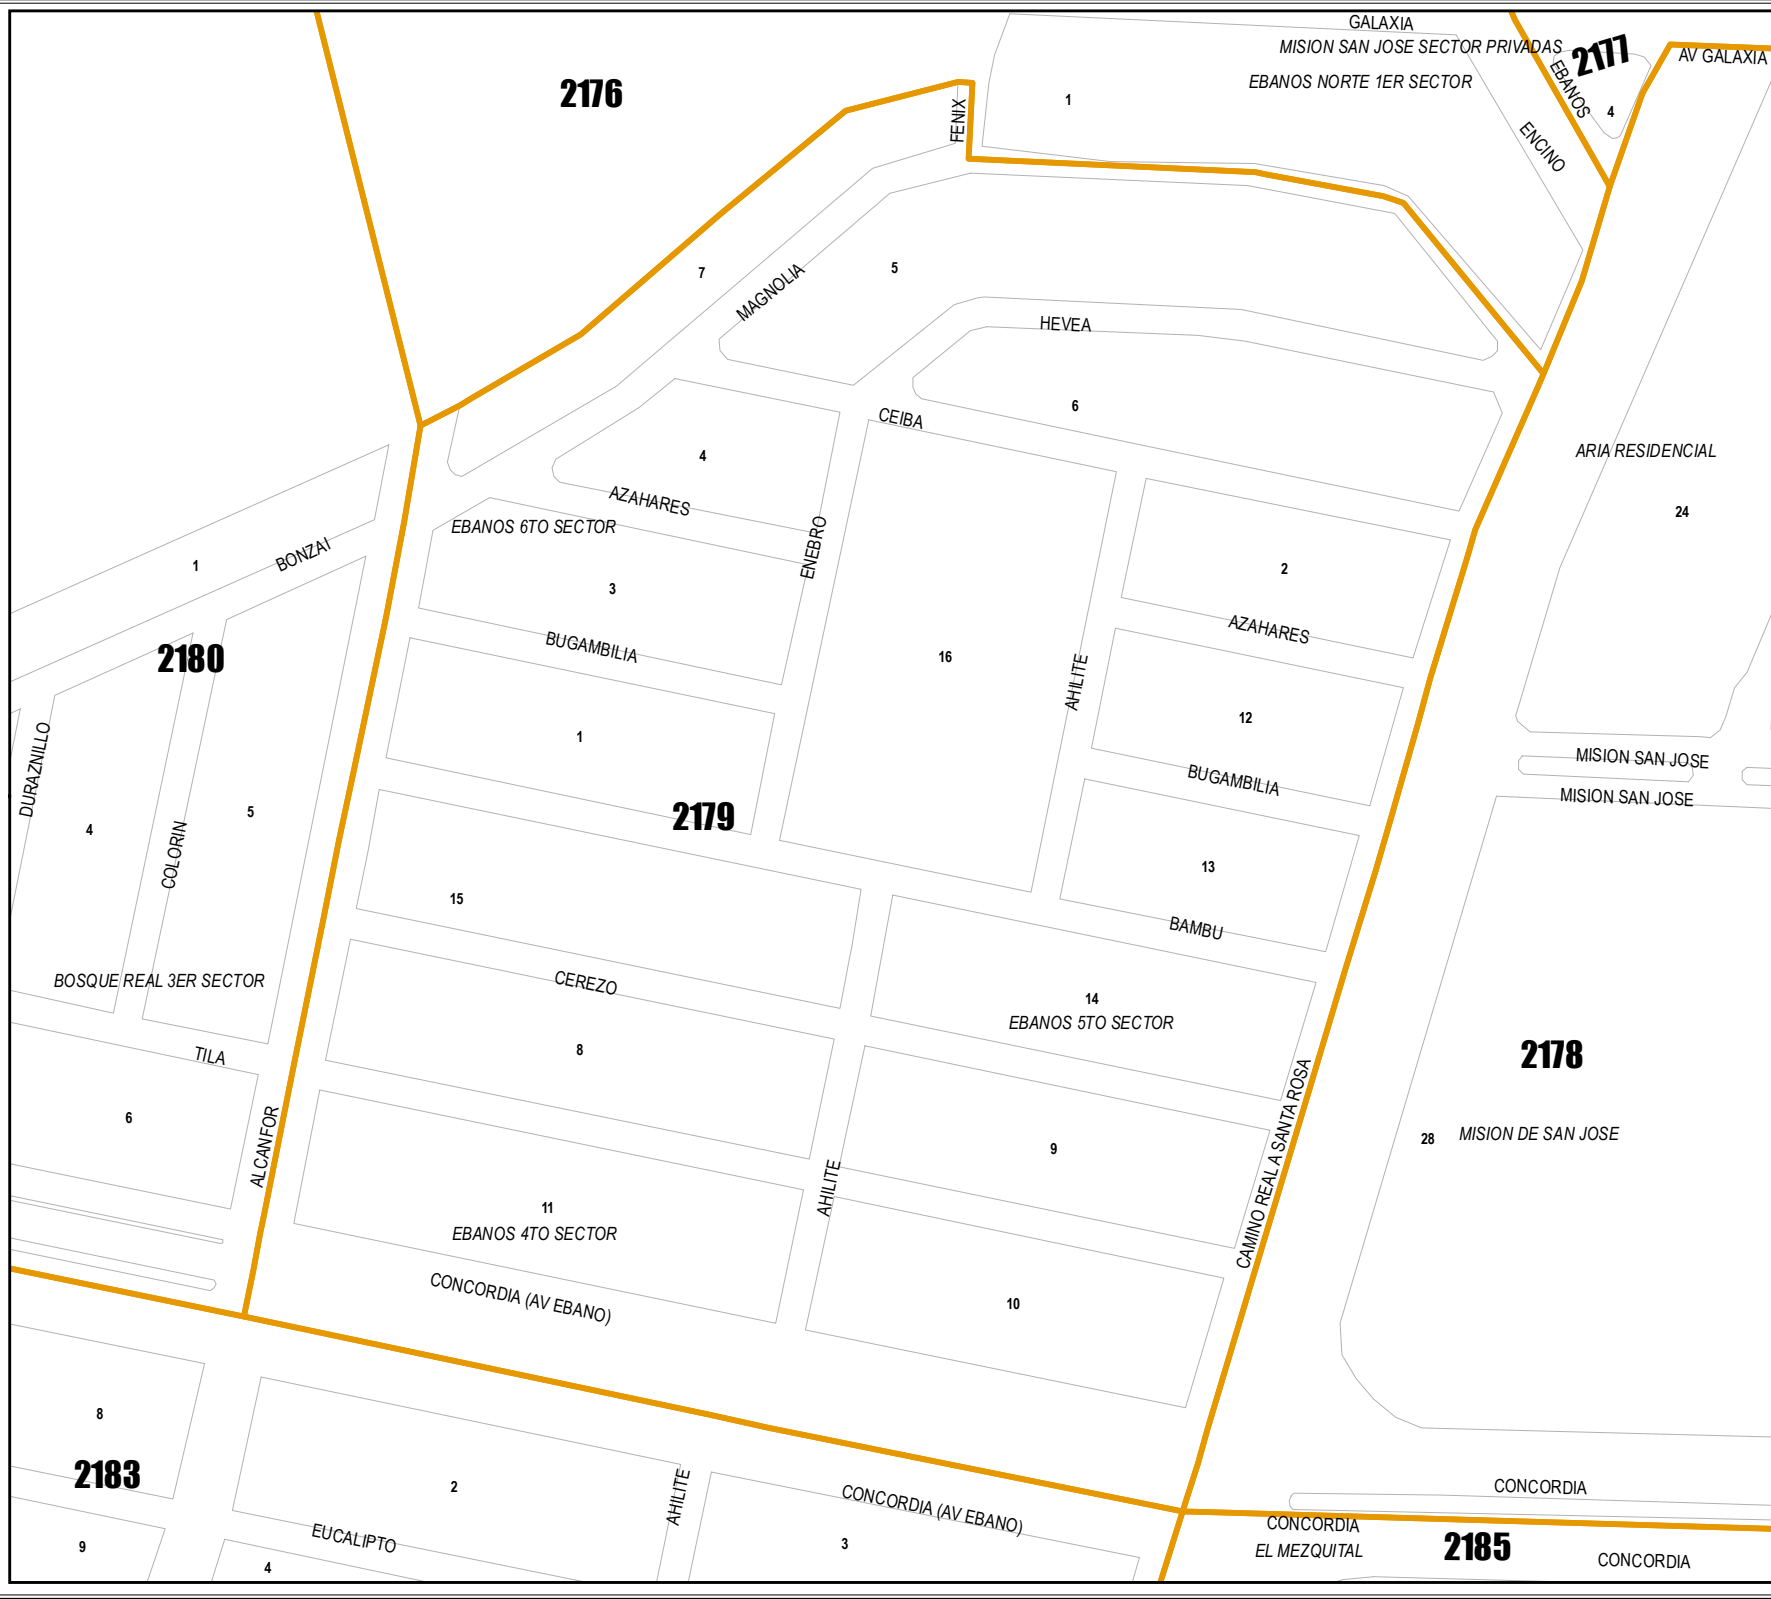 GALAXIA
MISION SAN JOSE SECTOR PRIVADAS
2177
AV GALAXIA
2176
EBANOS NORTE 1ER SECTOR
EBANOS
1
4
FENIX
ENCINO
7
MAGNOLIA
5
HEVEA
6
CEIBA
4
ARIA RESIDENCIAL
AZAHARES
24
EBANOS 6TO SECTOR
ENEBRO
BONZAI
1
2
3
AZAHARES
BUGAMBILIA
2180
16
AHILITE
12
1
DURAZNILLO
MISION SAN JOSE
BUGAMBILIA
MISION SAN JOSE
5
2179
4
COLORIN
13
15
BAMBU
BOSQUE REAL 3ER SECTOR
CEREZO
14
EBANOS 5TO SECTOR
8
TILA
2178
6
ALCANFOR
CAMINO REAL A SANTA ROSA
28
MISION DE SAN JOSE
9
AHILITE
11
EBANOS 4TO SECTOR
CONCORDIA (AV EBANO)
10
8
2183
2
AHILITE
CONCORDIA (AV EBANO)
CONCORDIA
CONCORDIA
EUCALIPTO
9
3
EL MEZQUITAL
2185
CONCORDIA
4